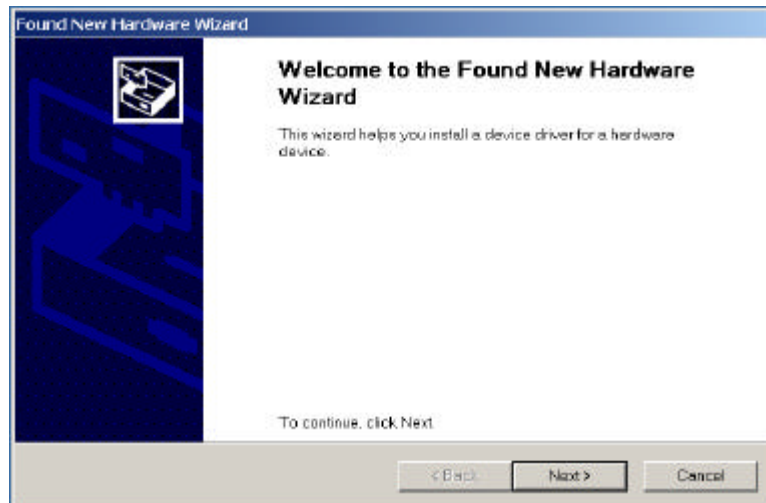 Found New Hardware Wizard
Welcome to the Found New Hardware
Wizard
This wizard helps you install a device driver for a hardware
device.
To continue, click Next.
< Back
Next >
Cancel